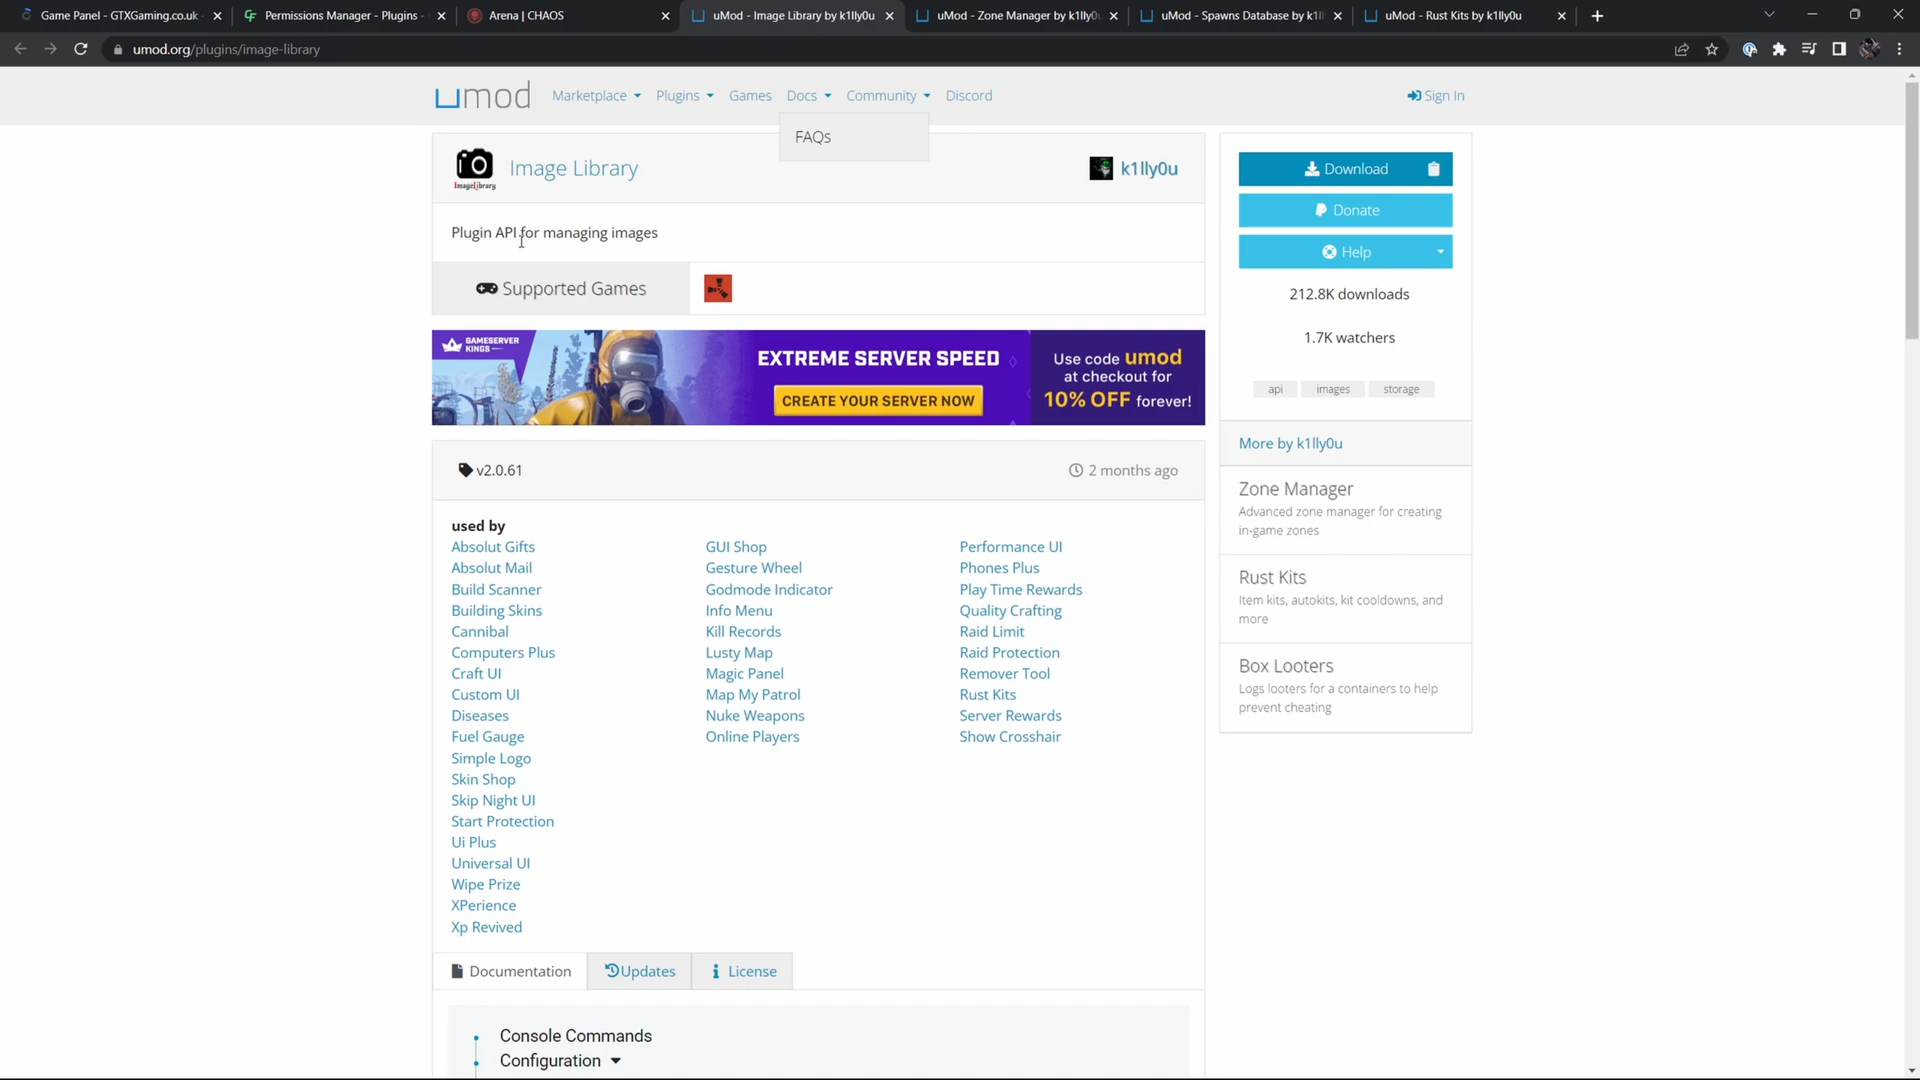 Game Panel - GTXGaming.co.uk
Permissions Manager - Plugins -
Arena | CHAOS
uMod - Image Library by k1lly0u
uMod - Zone Manager by k1lly0u
uMod - Spawns Database by k1l
uMod - Rust Kits by k1lly0u
umod.org/plugins/image-library
umod
Marketplace
Plugins
Games
Docs
Community
Discord
Sign In
FAQs
ImageLibrary
Image Library
k1lly0u
Plugin API for managing images
Supported Games
GAMESERVER
KINGS
EXTREME SERVER SPEED
CREATE YOUR SERVER NOW
Use code umod
at checkout for
10% OFF forever!
v2.0.61
2 months ago
used by
Absolut Gifts
Absolut Mail
Build Scanner
Building Skins
Cannibal
Computers Plus
Craft UI
Custom UI
Diseases
Fuel Gauge
Simple Logo
Skin Shop
Skip Night UI
Start Protection
Ui Plus
Universal UI
Wipe Prize
XPerience
Xp Revived
GUI Shop
Gesture Wheel
Godmode Indicator
Info Menu
Kill Records
Lusty Map
Magic Panel
Map My Patrol
Nuke Weapons
Online Players
Performance UI
Phones Plus
Play Time Rewards
Quality Crafting
Raid Limit
Raid Protection
Remover Tool
Rust Kits
Server Rewards
Show Crosshair
Documentation
Updates
License
Console Commands
Configuration
Download
Donate
Help
212.8K downloads
1.7K watchers
api
images
storage
More by k1lly0u
Zone Manager
Advanced zone manager for creating
in-game zones
Rust Kits
Item kits, autokits, kit cooldowns, and
more
Box Looters
Logs looters for a containers to help
prevent cheating